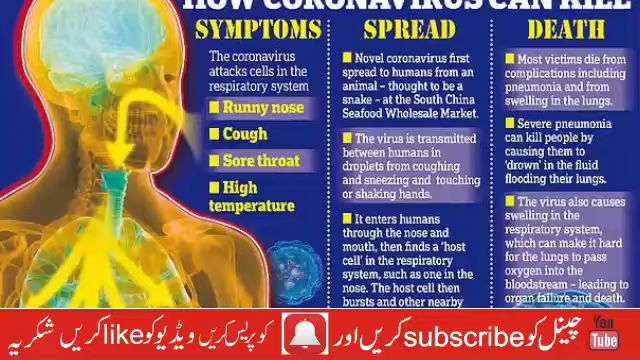 HOW CORONAVIRUS CAN KILL
SYMPTOMS
The coronavirus
attacks cells in the
respiratory system
Runny nose
Cough
Sore throat
High
temperature
SPREAD
Novel coronavirus first
spread to humans from an
animal – thought to be a
snake – at the South China
Seafood Wholesale Market.
The virus is transmitted
between humans in
droplets from coughing
and sneezing and touching
or shaking hands.
It enters humans
through the nose and
mouth, then finds a 'host
cell' in the respiratory
system, such as one in the
nose. The host cell then
bursts and other nearby
DEATH
Most victims die from
complications including
pneumonia and from
swelling in the lungs.
Severe pneumonia
can kill people by
causing them to
'drown' in the fluid
flooding their lungs.
The virus also causes
swelling in the
respiratory system,
which can make it hard
for the lungs to pass
oxygen into the
bloodstream – leading to
organ failure and death.
چینل کو subscribe کریں اور کو پریس کریں ویڈیو کو like کریں شکریہ
You
Tube